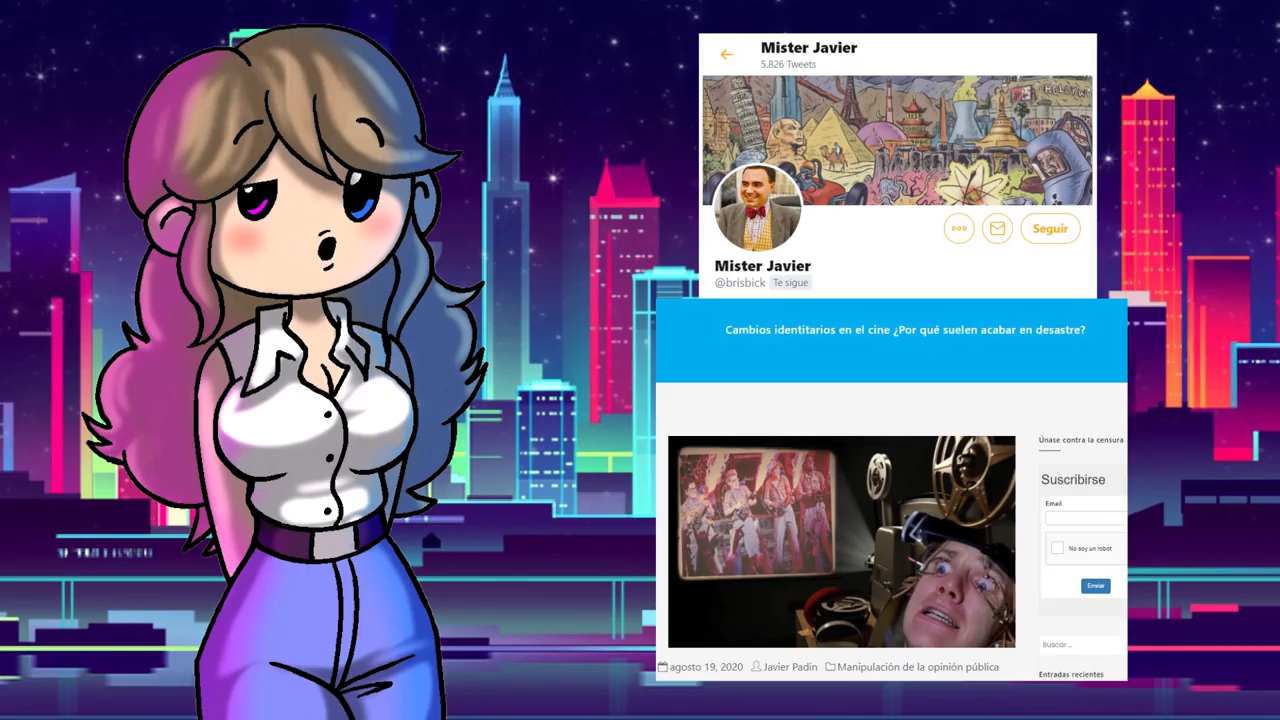 Mister Javier
5.826 Tweets
HOLLYW
Seguir
Mister Javier
@brisbick Te sigue
Cambios identitarios en el cine ¿Por qué suelen acabar en desastre?
Únase contra la censura
Suscribirse
Email
No soy un robot
Enviar
Buscar ...
agosto 19, 2020 Javier Padin Manipulación de la opinión pública
Entradas recientes